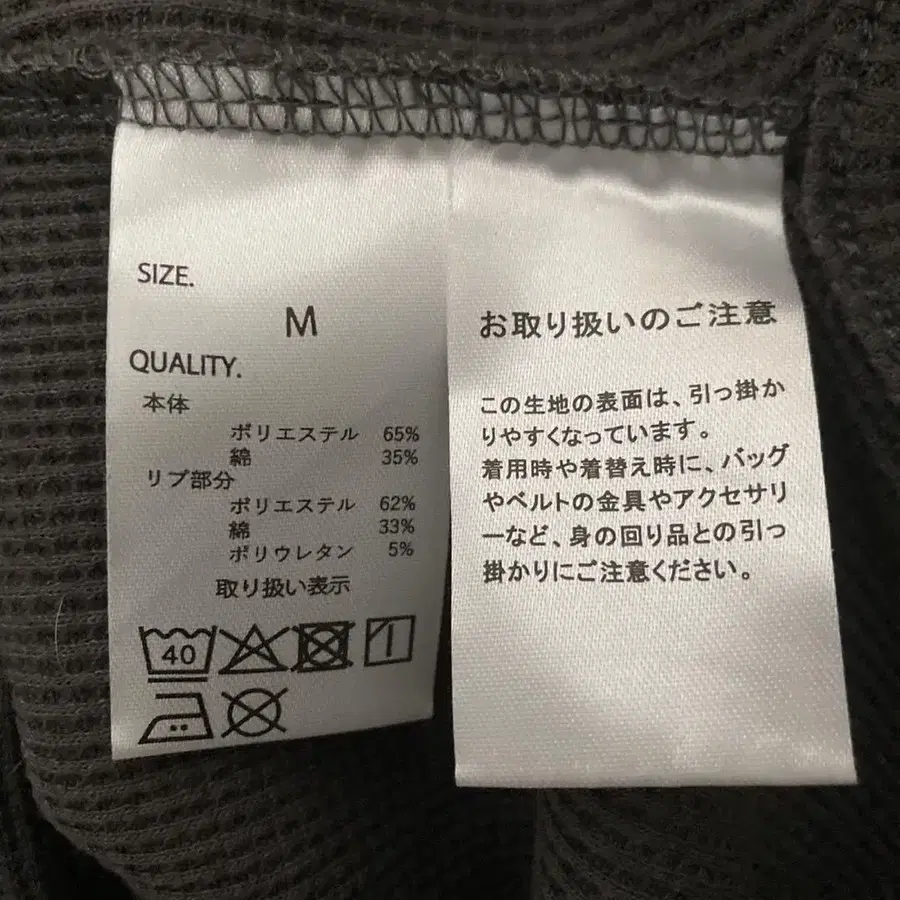 SIZE.
M
QUALITY.
本体
ポリエステル 65%
綿 35%
リブ部分
ポリエステル 62%
綿 33%
ポリウレタン 5%
取り扱い表示
40
お取り扱いのご注意
この生地の表面は、引っ掛か
りやすくなっています。
着用時や着替え時に、バッグ
やベルトの金具やアクセサリ
ーなど、身の回り品との引っ
掛かりにご注意ください。